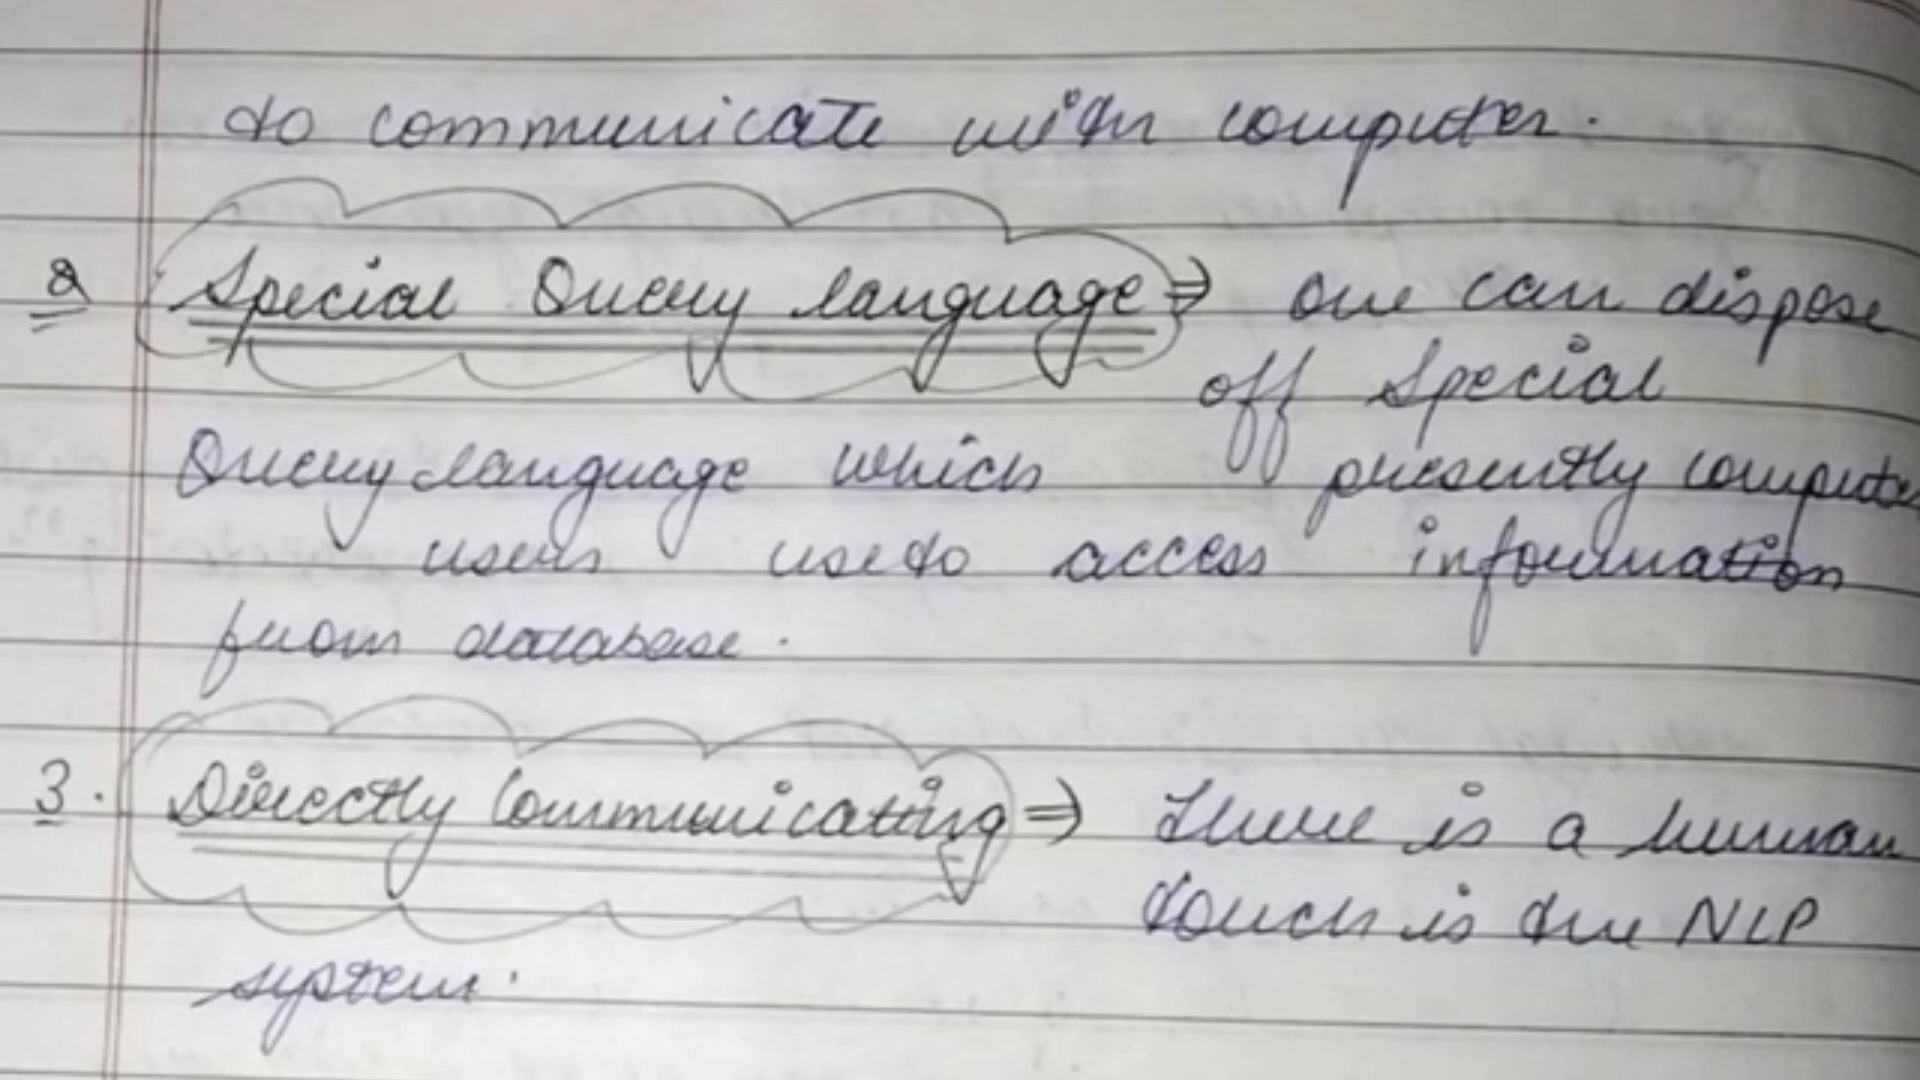 to communicate with computer.
2 Special Query language ⇒ one can dispose
off special
Query language which presently computer
users use to access information
from database.
3. Directly Communicating ⇒ There is a human
touch is the NLP
system.